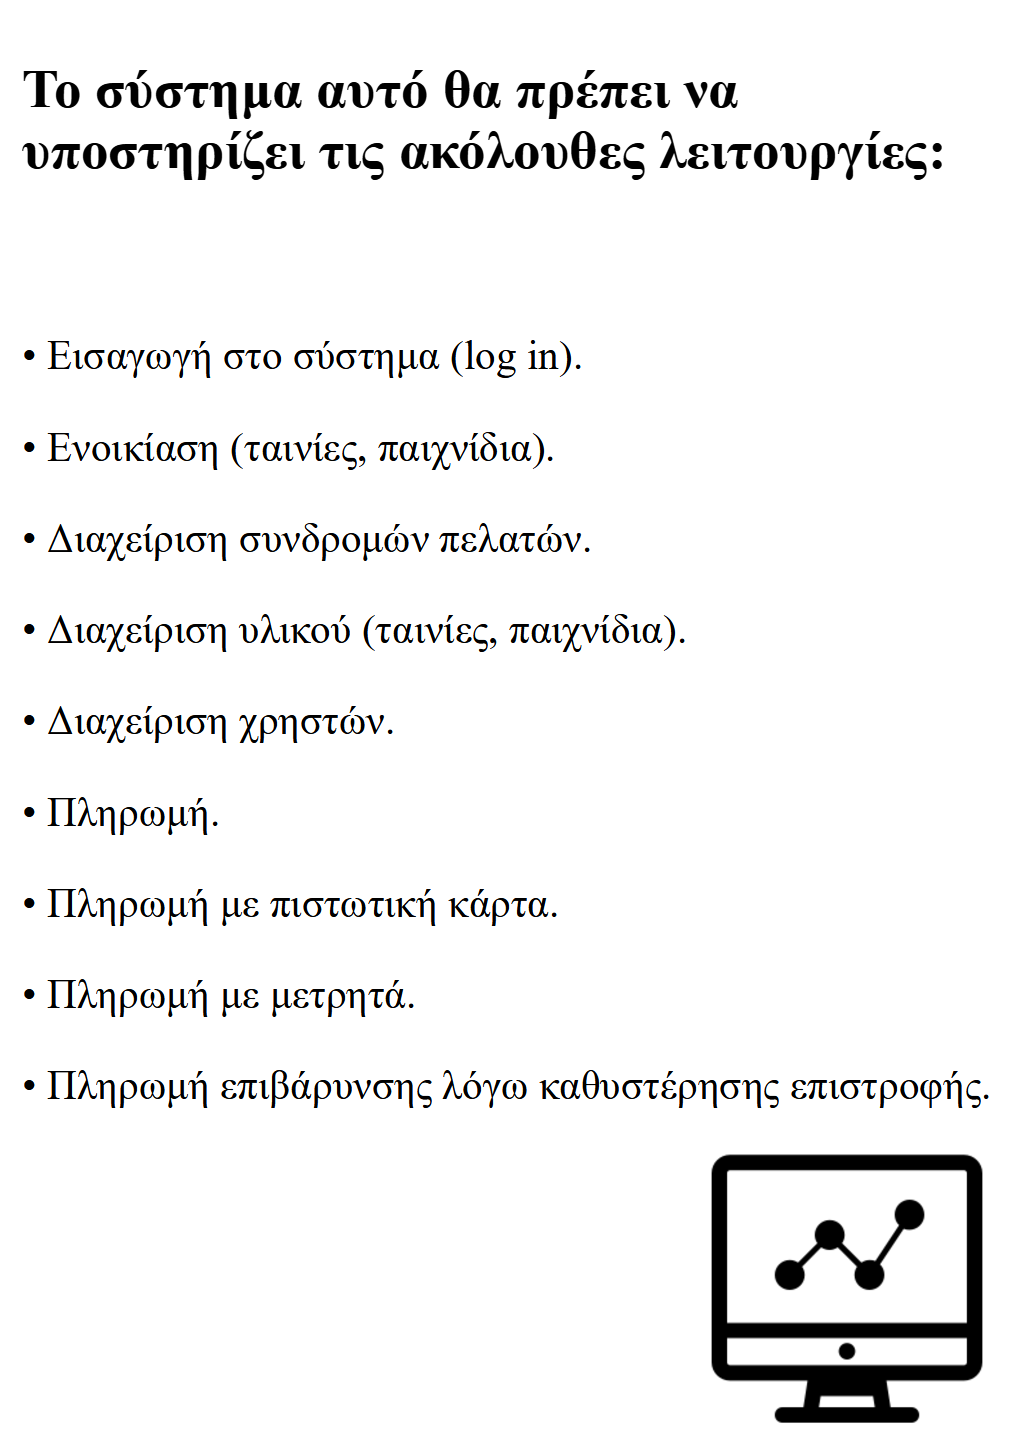 Το σύστημα αυτό θα πρέπει να
υποστηρίζει τις ακόλουθες λειτουργίες:
• Εισαγωγή στο σύστημα (log in).
• Ενοικίαση (ταινίες, παιχνίδια).
• Διαχείριση συνδρομών πελατών.
• Διαχείριση υλικού (ταινίες, παιχνίδια).
• Διαχείριση χρηστών.
• Πληρωμή.
• Πληρωμή με πιστωτική κάρτα.
• Πληρωμή με μετρητά.
• Πληρωμή επιβάρυνσης λόγω καθυστέρησης επιστροφής.